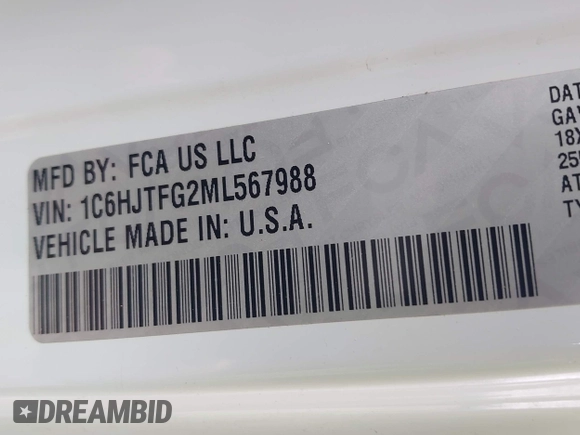 MFD BY: FCA US LLC
VIN: 1C6HJTFG2ML567988
VEHICLE MADE IN: U.S.A.
DREAMBID